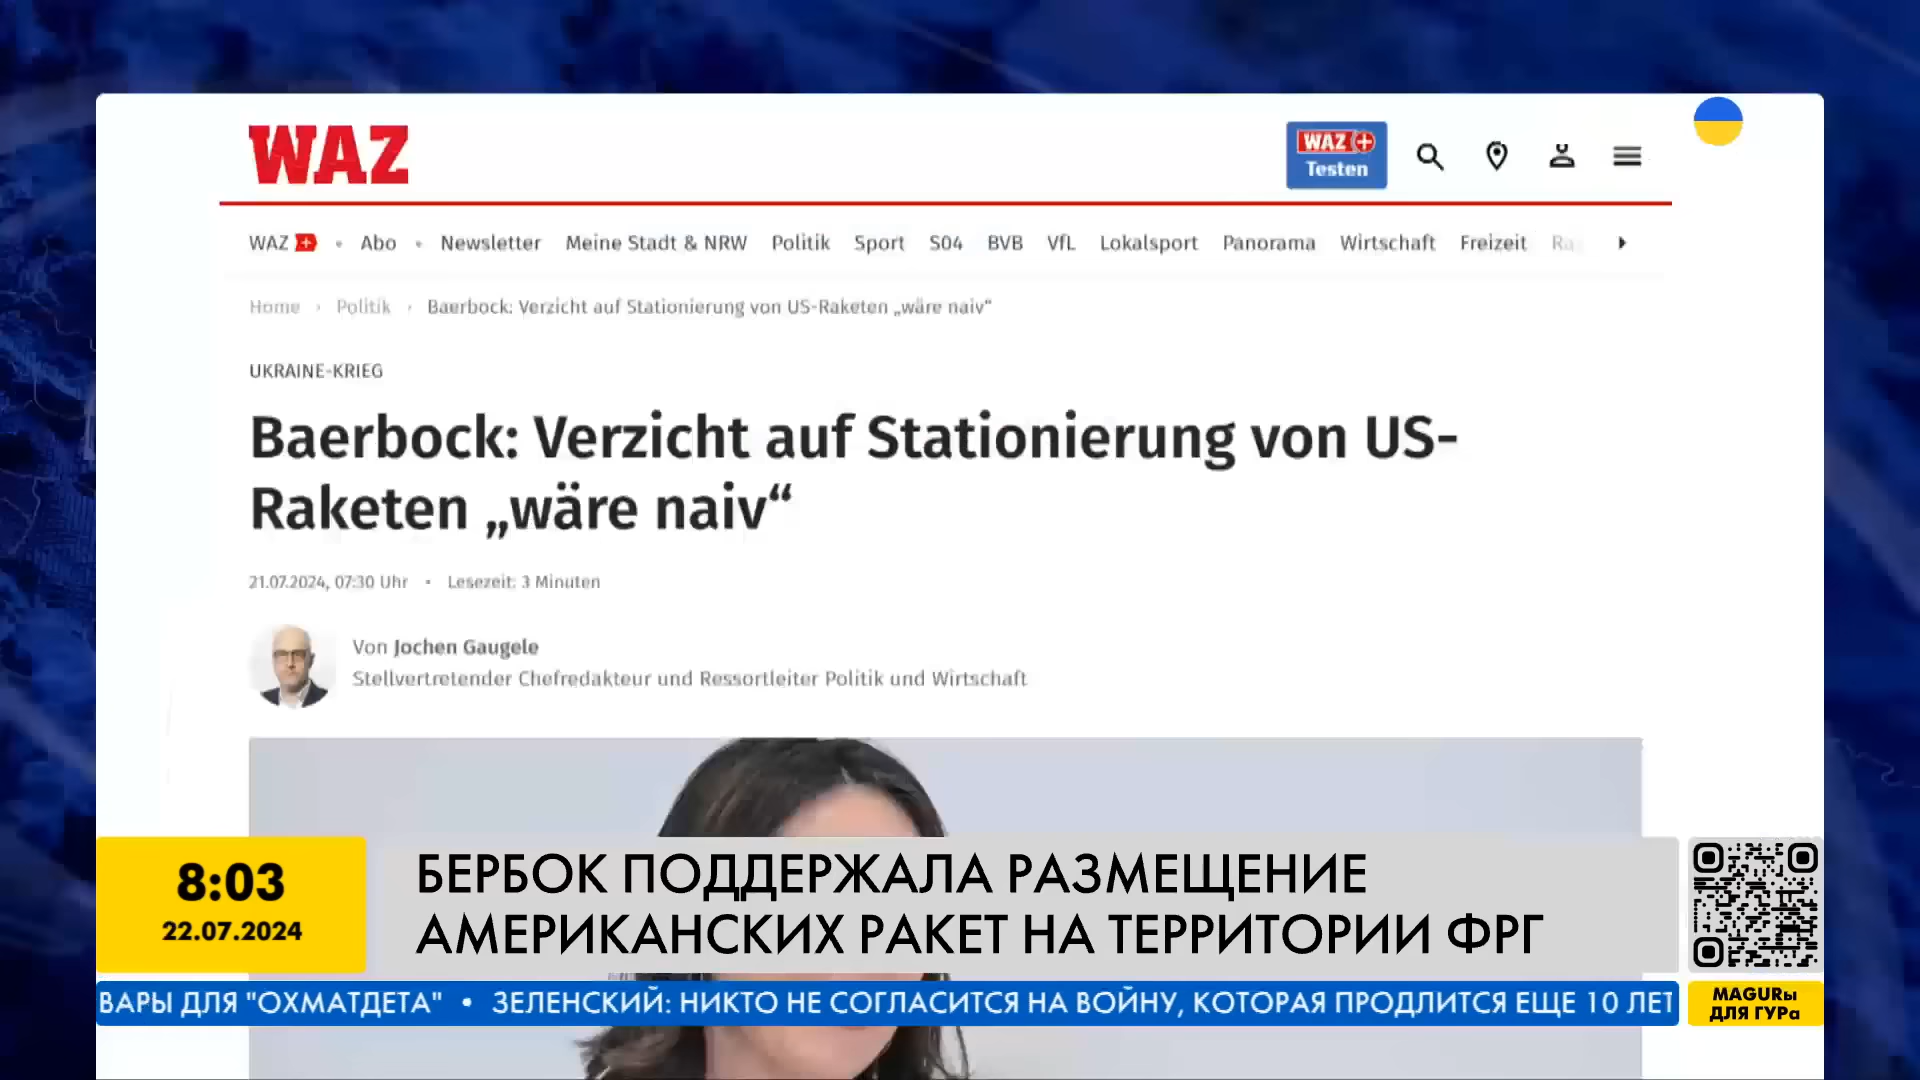 WAZ
WAZ
Testen
WAZ • Abo • Newsletter Meine Stadt & NRW Politik Sport S04 BVB VfL Lokalsport Panorama Wirtschaft Freizeit
Home › Politik › Baerbock: Verzicht auf Stationierung von US-Raketen „wäre naiv“
UKRAINE-KRIEG
Baerbock: Verzicht auf Stationierung von US-
Raketen „wäre naiv“
21.07.2024, 07:30 Uhr • Lesezeit: 3 Minuten
Von Jochen Gaugele
Stellvertretender Chefredakteur und Ressortleiter Politik und Wirtschaft
8:03
22.07.2024
БЕРБОК ПОДДЕРЖАЛА РАЗМЕЩЕНИЕ
АМЕРИКАНСКИХ РАКЕТ НА ТЕРРИТОРИИ ФРГ
ВАРЫ ДЛЯ "ОХМАТДЕТА" • ЗЕЛЕНСКИЙ: НИКТО НЕ СОГЛАСИТСЯ НА ВОЙНУ, КОТОРАЯ ПРОДЛИТСЯ ЕЩЕ 10 ЛЕТ
MAGURы
ДЛЯ ГУРа